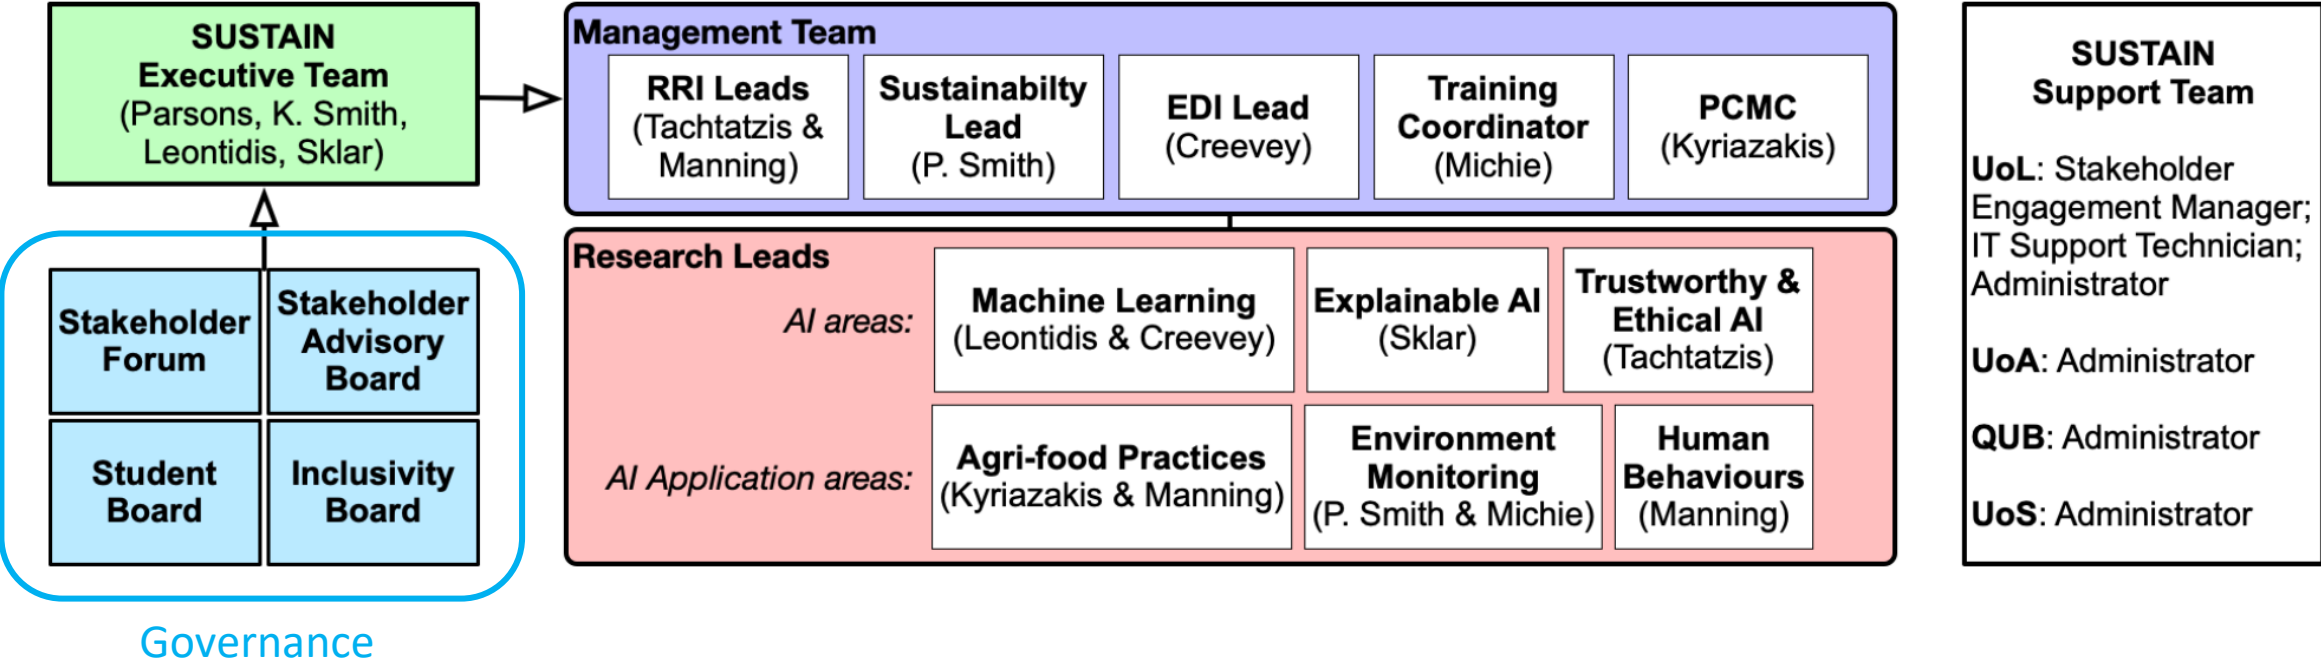 SUSTAIN
Executive Team
(Parsons, K. Smith,
Leontidis, Sklar)
Stakeholder
Forum
Stakeholder
Advisory
Board
Student
Board
Inclusivity
Board
Governance
Management Team
RRI Leads
(Tachtatzis &
Manning)
Sustainabilty
Lead
(P. Smith)
EDI Lead
(Creevey)
Training
Coordinator
(Michie)
PCMC
(Kyriazakis)
Research Leads
AI areas:
Machine Learning
(Leontidis & Creevey)
Explainable AI
(Sklar)
Trustworthy &
Ethical AI
(Tachtatzis)
AI Application areas:
Agri-food Practices
(Kyriazakis & Manning)
Environment
Monitoring
(P. Smith & Michie)
Human
Behaviours
(Manning)
SUSTAIN
Support Team
UoL: Stakeholder
Engagement Manager;
IT Support Technician;
Administrator
UoA: Administrator
QUB: Administrator
UoS: Administrator